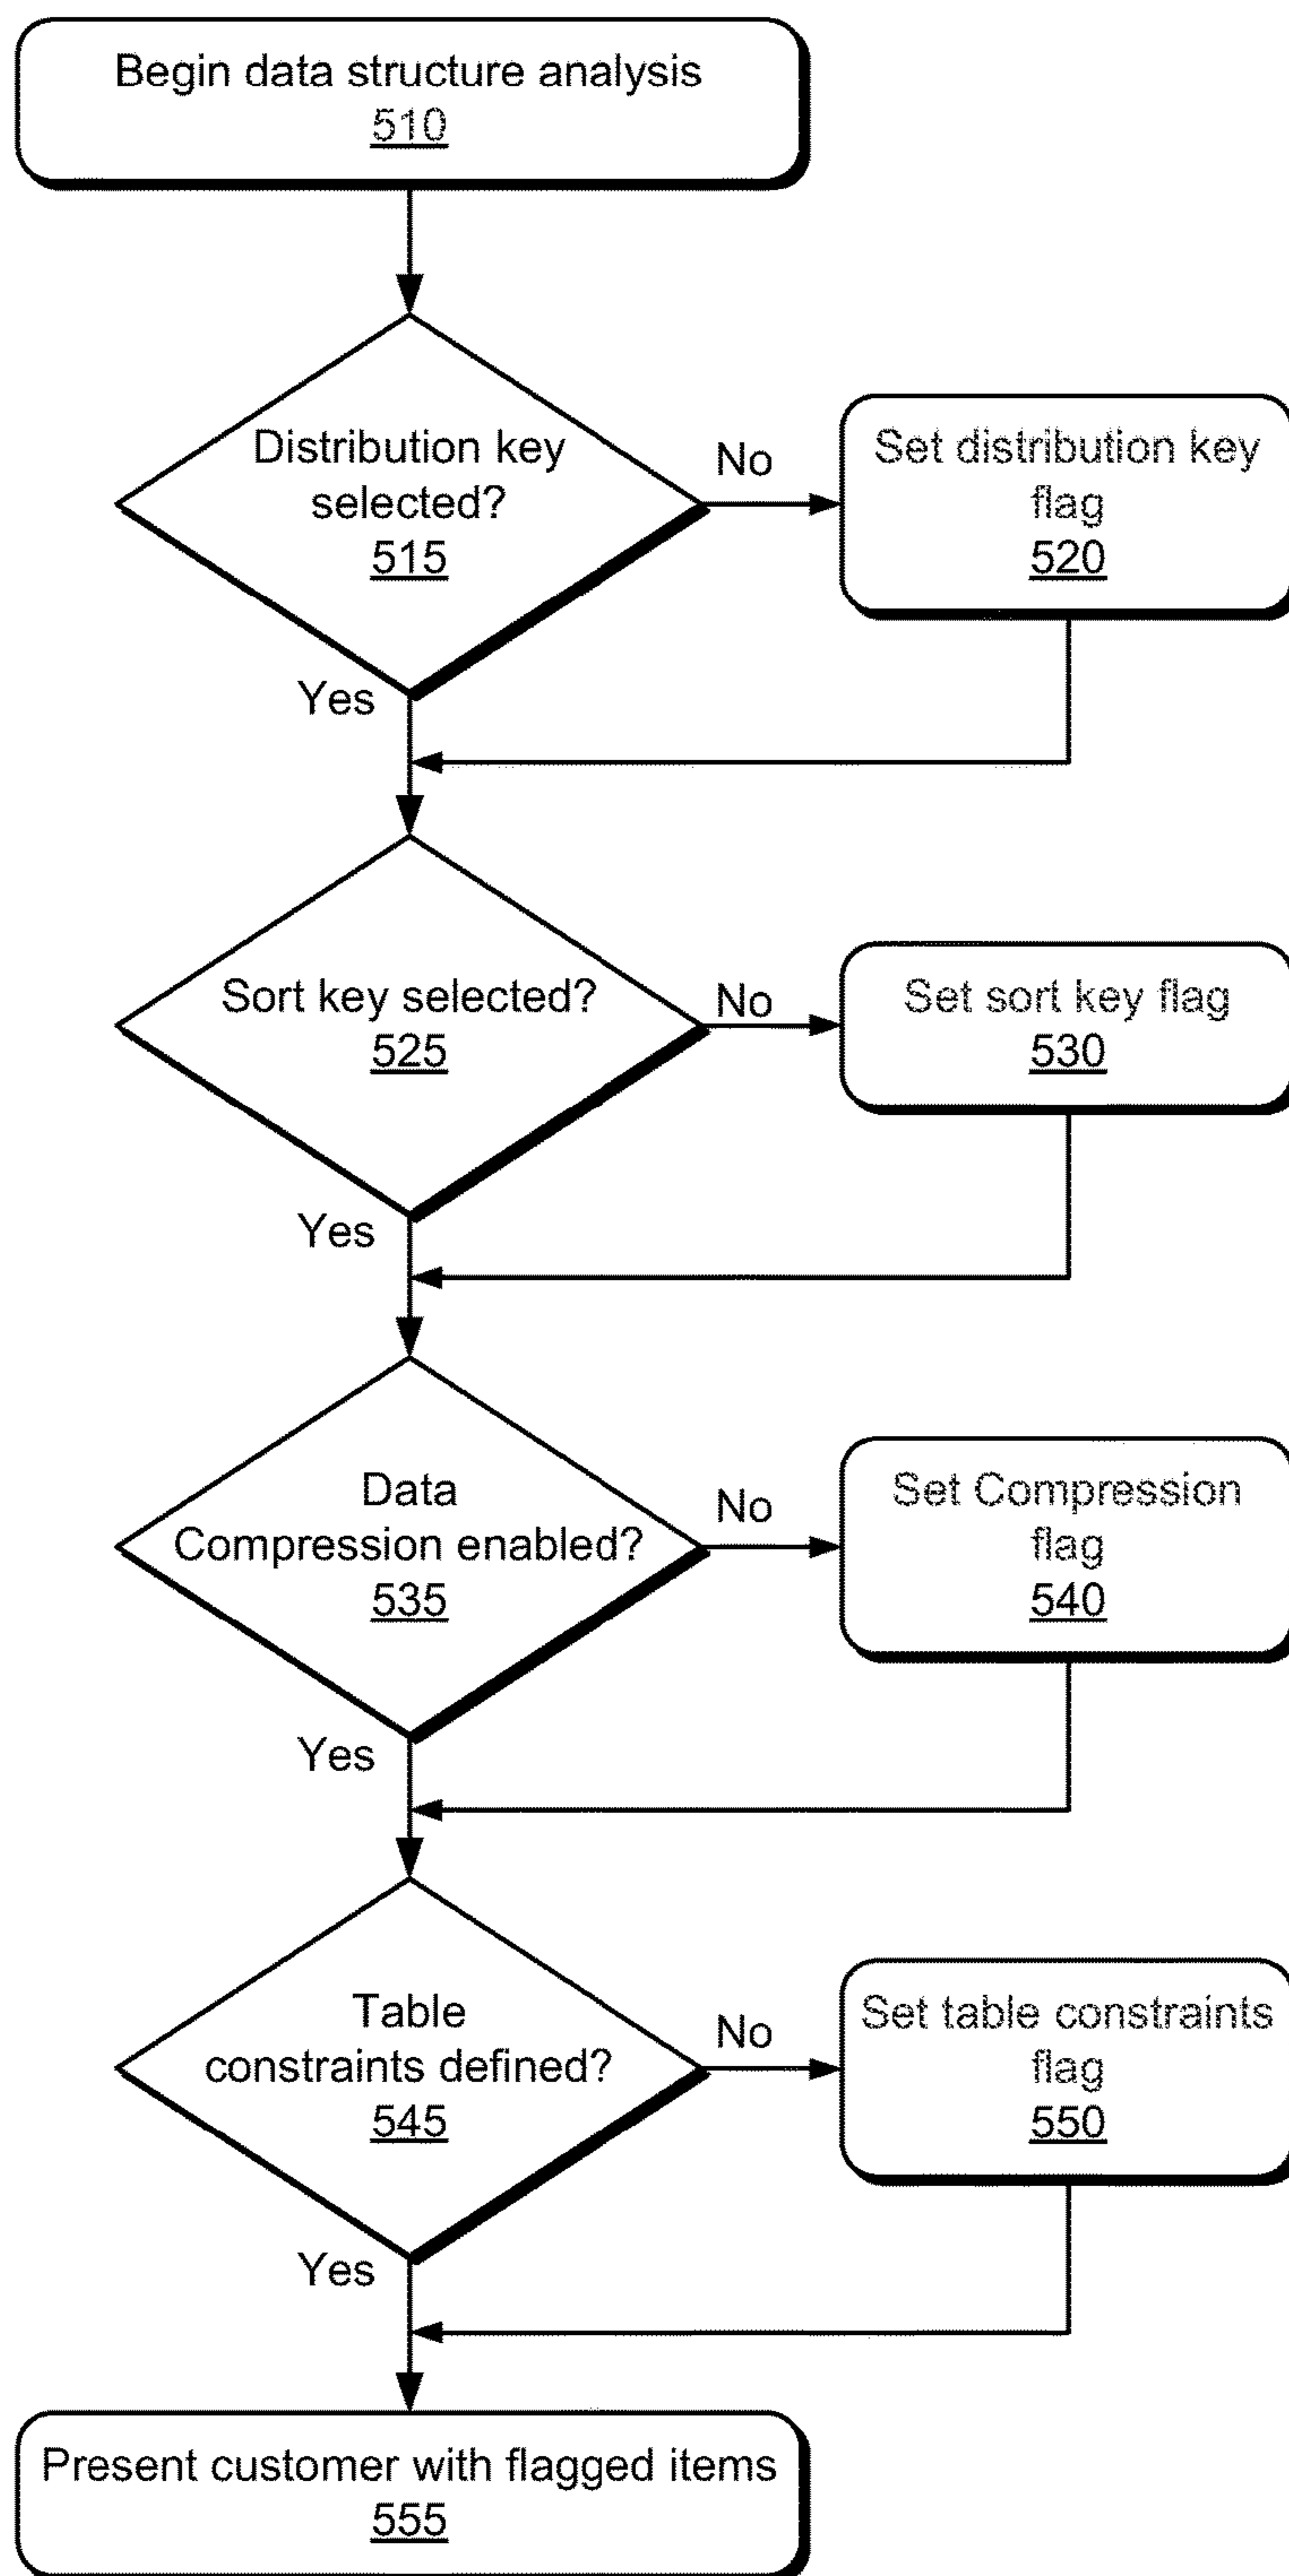 Begin data structure analysis
510
Distribution key
selected?
515
No
Set distribution key
flag
520
Yes
Sort key selected?
525
No
Set sort key flag
530
Yes
Data
Compression enabled?
535
No
Set Compression
flag
540
Yes
Table
constraints defined?
545
No
Set table constraints
flag
550
Yes
Present customer with flagged items
555